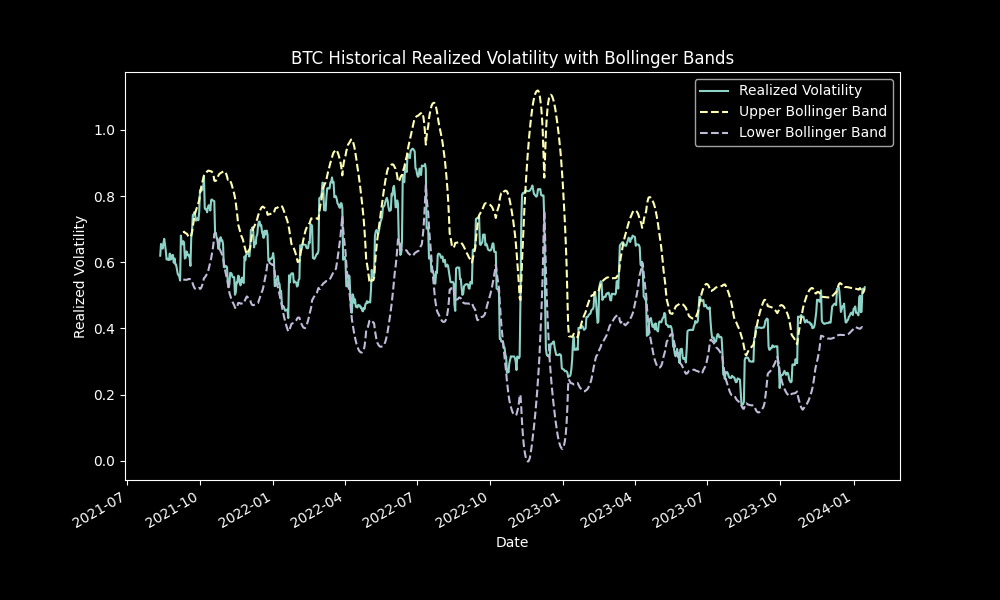 BTC Historical Realized Volatility with Bollinger Bands
Realized Volatility
Upper Bollinger Band
Lower Bollinger Band
Realized Volatility
1.0
0.8
0.6
0.4
0.2
0.0
2021-07
2021-10
2022-01
2022-04
2022-07
2022-10
2023-01
2023-04
2023-07
2023-10
2024-01
Date